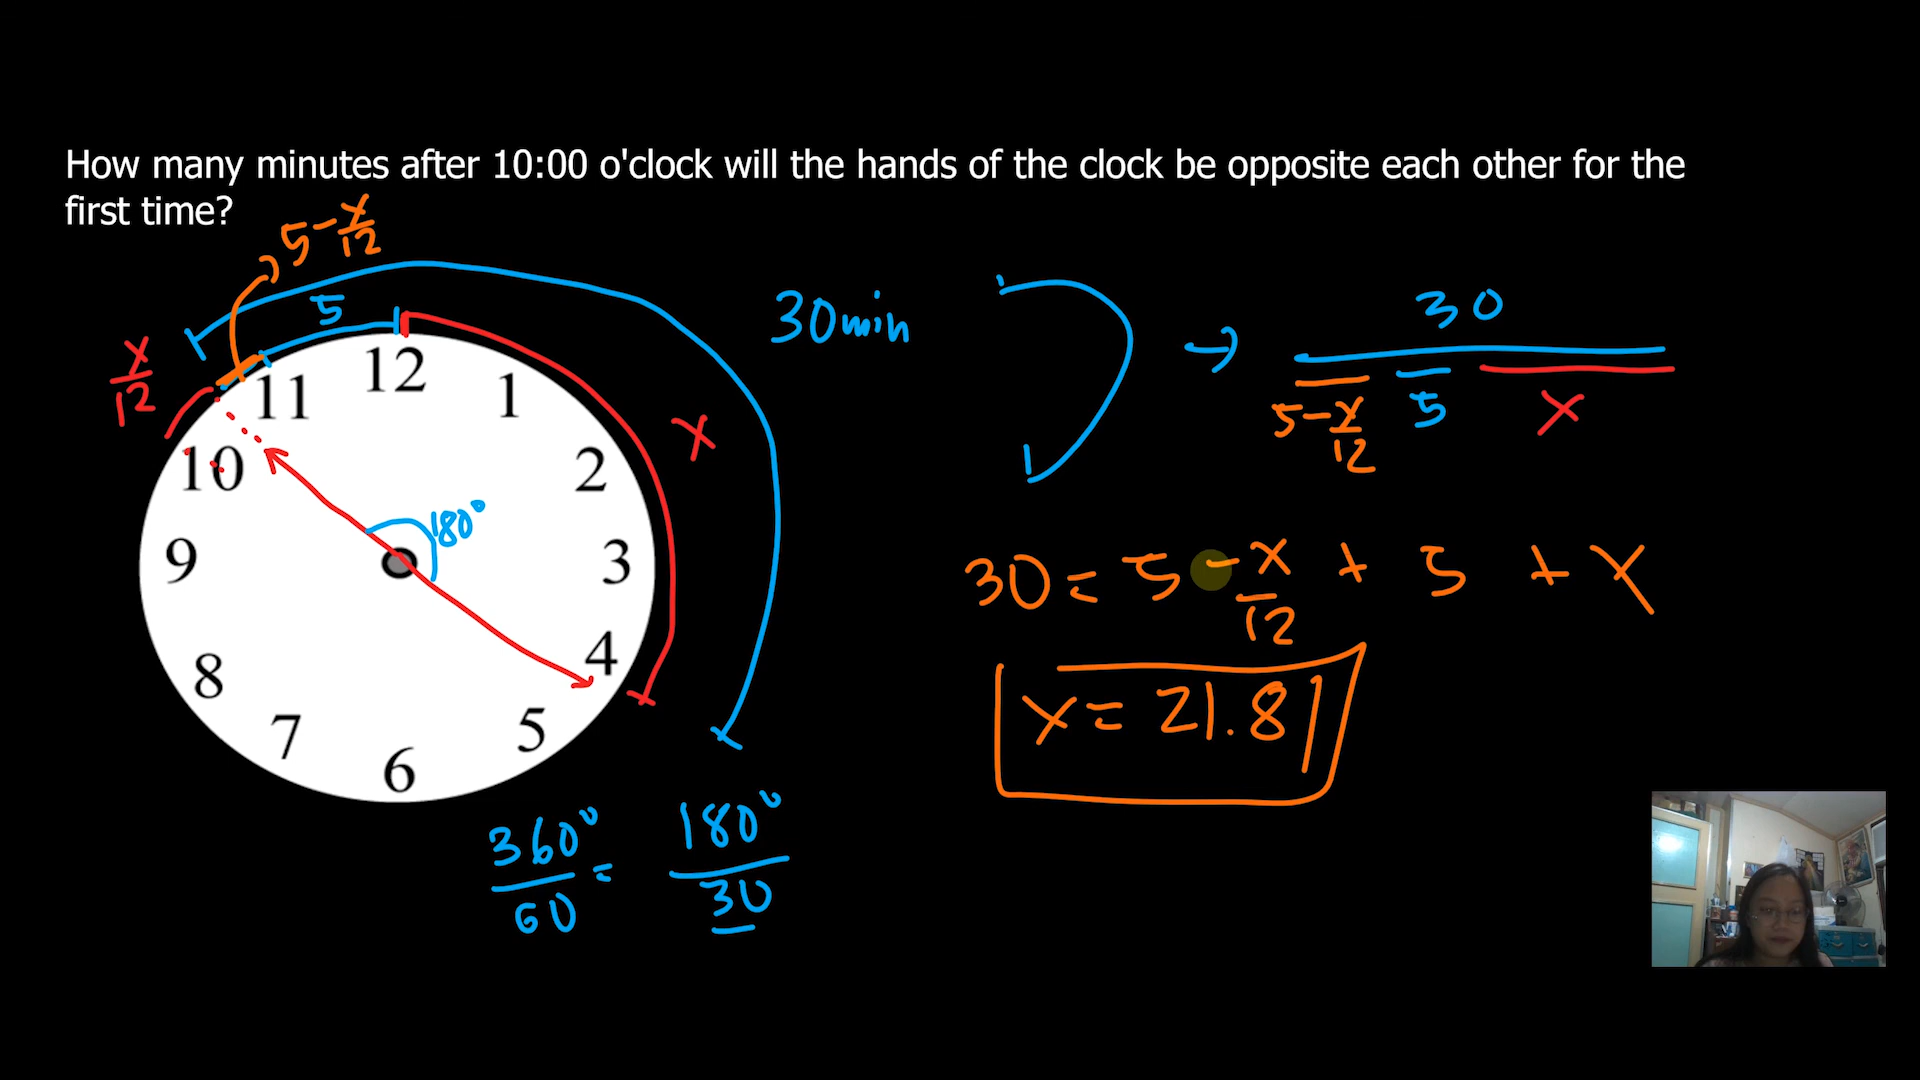 How many minutes after 10:00 o'clock will the hands of the clock be opposite each other for the
first time?
5 - x/12
5
x/12
x
12
1
2
3
4
5
6
7
8
9
10
11
180°
30min
360°/60 = 180°/30
→ 30
5 - x/12 5 x
30 = 5 - x/12 + 5 + x
x = 21.81